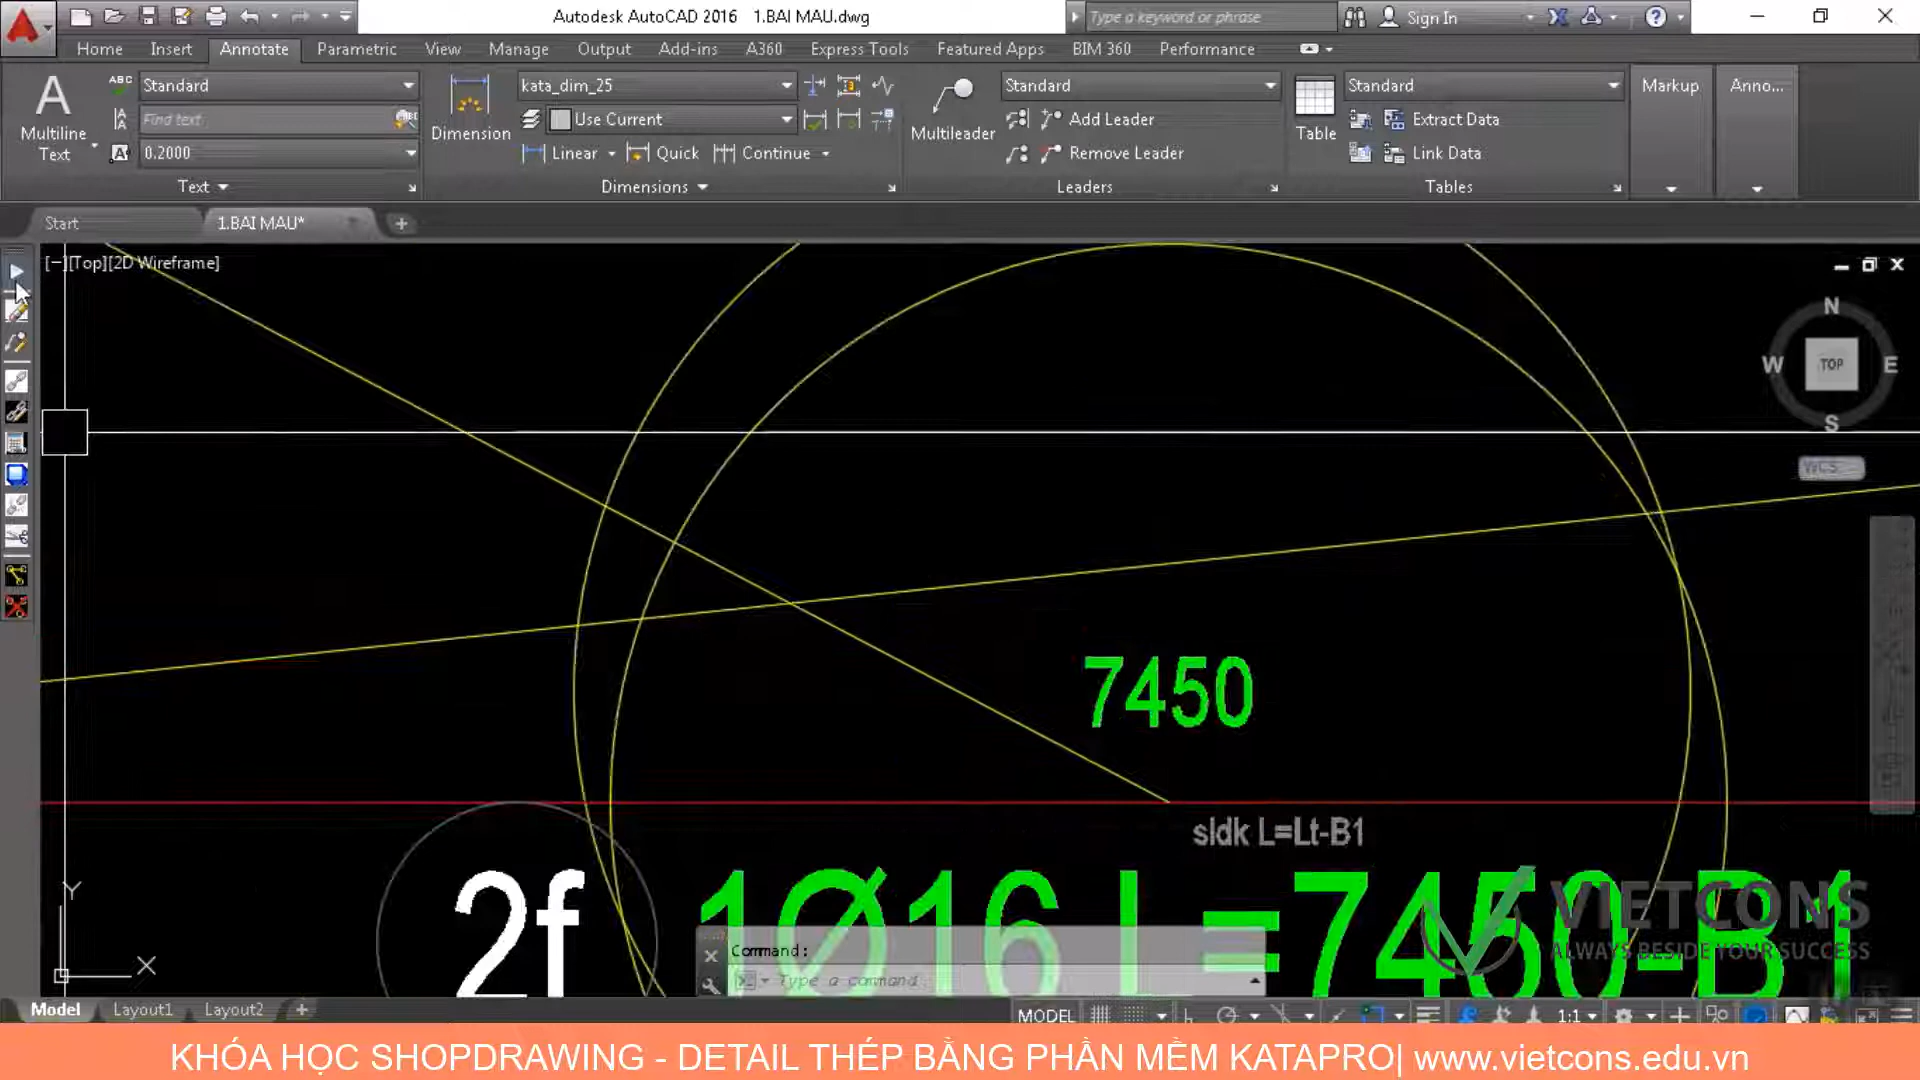 Autodesk AutoCAD 2016 1.BAI MAU.dwg
Type a keyword or phrase
Sign In
Home Insert Annotate Parametric View Manage Output Add-ins A360 Express Tools Featured Apps BIM 360 Performance
A
Multiline
Text
ABC
Standard
Find text
0.2000
Text
Dimension
kata_dim_25
Use Current
Linear
Quick
Continue
Dimensions
Multileader
Standard
Add Leader
Remove Leader
Leaders
Table
Standard
Extract Data
Link Data
Tables
Markup
Anno...
Start
1.BAI MAU*
[−][Top][2D Wireframe]
N
W TOP E
S
WCS
7450
sldk L=Lt-B1
2f 1Ø16 L=7450-B1
VIETCONS
ALWAYS BESIDE YOUR SUCCESS
Y
X
Command:
Type a command
Model Layout1 Layout2 +
MODEL
1:1
KHÓA HỌC SHOPDRAWING - DETAIL THÉP BẰNG PHẦN MỀM KATAPRO| www.vietcons.edu.vn